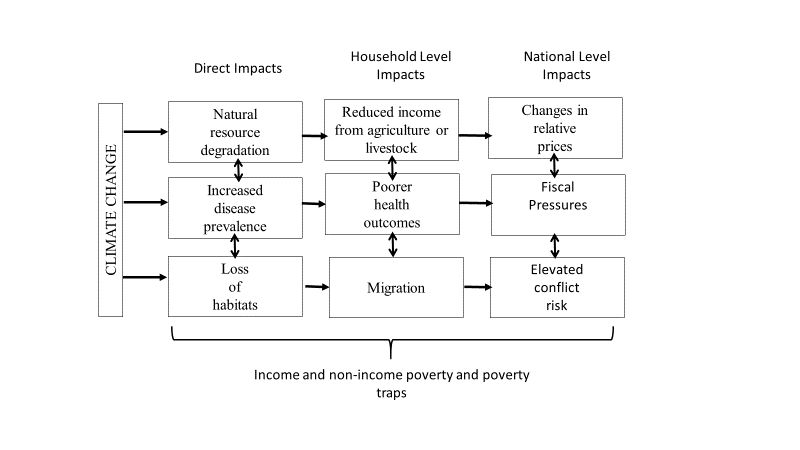 Direct Impacts
Household Level
Impacts
National Level
Impacts
CLIMATE CHANGE
Natural
resource
degradation
Reduced income
from agriculture or
livestock
Changes in
relative
prices
Increased
disease
prevalence
Poorer
health
outcomes
Fiscal
Pressures
Loss
of
habitats
Migration
Elevated
conflict
risk
Income and non-income poverty and poverty
traps